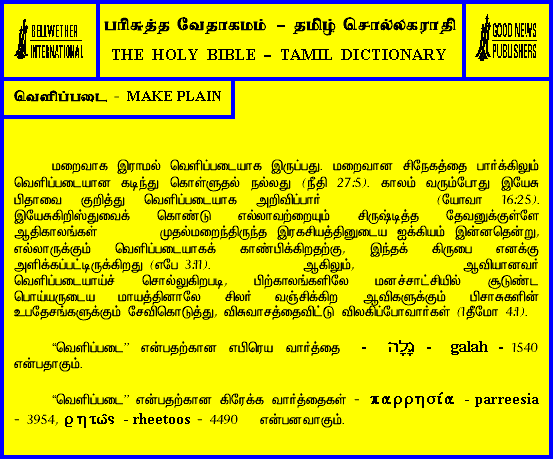 BELLWETHER
INTERNATIONAL
பரிசுத்த வேதாகமம் – தமிழ் சொல்லகராதி
THE HOLY BIBLE – TAMIL DICTIONARY
GOOD NEWS
PUBLISHERS
வெளிப்படை - MAKE PLAIN
மறைவாக இராமல் வெளிப்படையாக இருப்பது. மறைவான சிநேகத்தை பார்க்கிலும்
வெளிப்படையான கடிந்து கொள்ளுதல் நல்லது (நீதி 27:5). காலம் வரும்போது இயேசு
பிதாவை குறித்து வெளிப்படையாக அறிவிப்பார் (யோவா 16:25).
இயேசுகிறிஸ்துவைக் கொண்டு எல்லாவற்றையும் சிருஷ்டித்த தேவனுக்குள்ளே
ஆதிகாலங்கள் முதல்மறைந்திருந்த இரகசியத்தினுடைய ஐக்கியம் இன்னதென்று,
எல்லாருக்கும் வெளிப்படையாகக் காண்பிக்கிறதற்கு, இந்தக் கிருபை எனக்கு
அளிக்கப்பட்டிருக்கிறது (எபே 3:11). ஆகிலும், ஆவியானவர்
வெளிப்படையாய்ச் சொல்லுகிறபடி, பிற்காலங்களிலே மனச்சாட்சியில் சூடுண்ட
பொய்யருடைய மாயத்தினாலே சிலர் வஞ்சிக்கிற ஆவிகளுக்கும் பிசாசுகளின்
உபதேசங்களுக்கும் செவிகொடுத்து, விசுவாசத்தைவிட்டு விலகிப்போவார்கள் (1தீமோ 4:1).
“வெளிப்படை” என்பதற்கான எபிரெய வார்த்தை - גָּלָה - galah - 1540
என்பதாகும்.
“வெளிப்படை” என்பதற்கான கிரேக்க வார்த்தைகள் - παρρησία - parreesia
- 3954, ρητως - rheetoos - 4490 என்பனவாகும்.